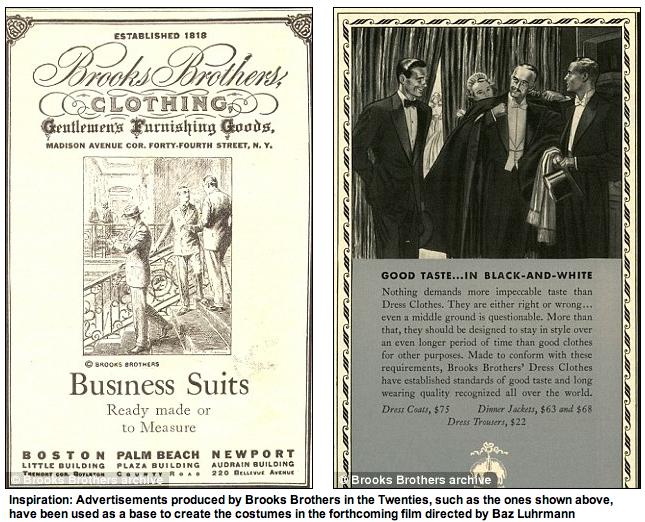 ESTABLISHED 1818
Brooks Brothers,
CLOTHING,
Gentlemen's Furnishing Goods,
MADISON AVENUE COR. FORTY-FOURTH STREET, N. Y.
© BROOKS BROTHERS
Business Suits
Ready made or
to Measure
BOSTON PALM BEACH NEWPORT
LITTLE BUILDING PLAZA BUILDING AUDRAIN BUILDING
TREMONT COR. BOYLSTON COUNTY ROAD 220 BELLEVUE AVENUE
© Brooks Brothers archive
GOOD TASTE...IN BLACK-AND-WHITE
Nothing demands more impeccable taste than
Dress Clothes. They are either right or wrong...
even a middle ground is questionable. More than
that, they should be designed to stay in style over
an even longer period of time than good clothes
for other purposes. Made to conform with these
requirements, Brooks Brothers' Dress Clothes
have established standards of good taste and long
wearing quality recognized all over the world.
Dress Coats, $75 Dinner Jackets, $63 and $68
Dress Trousers, $22
© Brooks Brothers archive
Inspiration: Advertisements produced by Brooks Brothers in the Twenties, such as the ones shown above,
have been used as a base to create the costumes in the forthcoming film directed by Baz Luhrmann